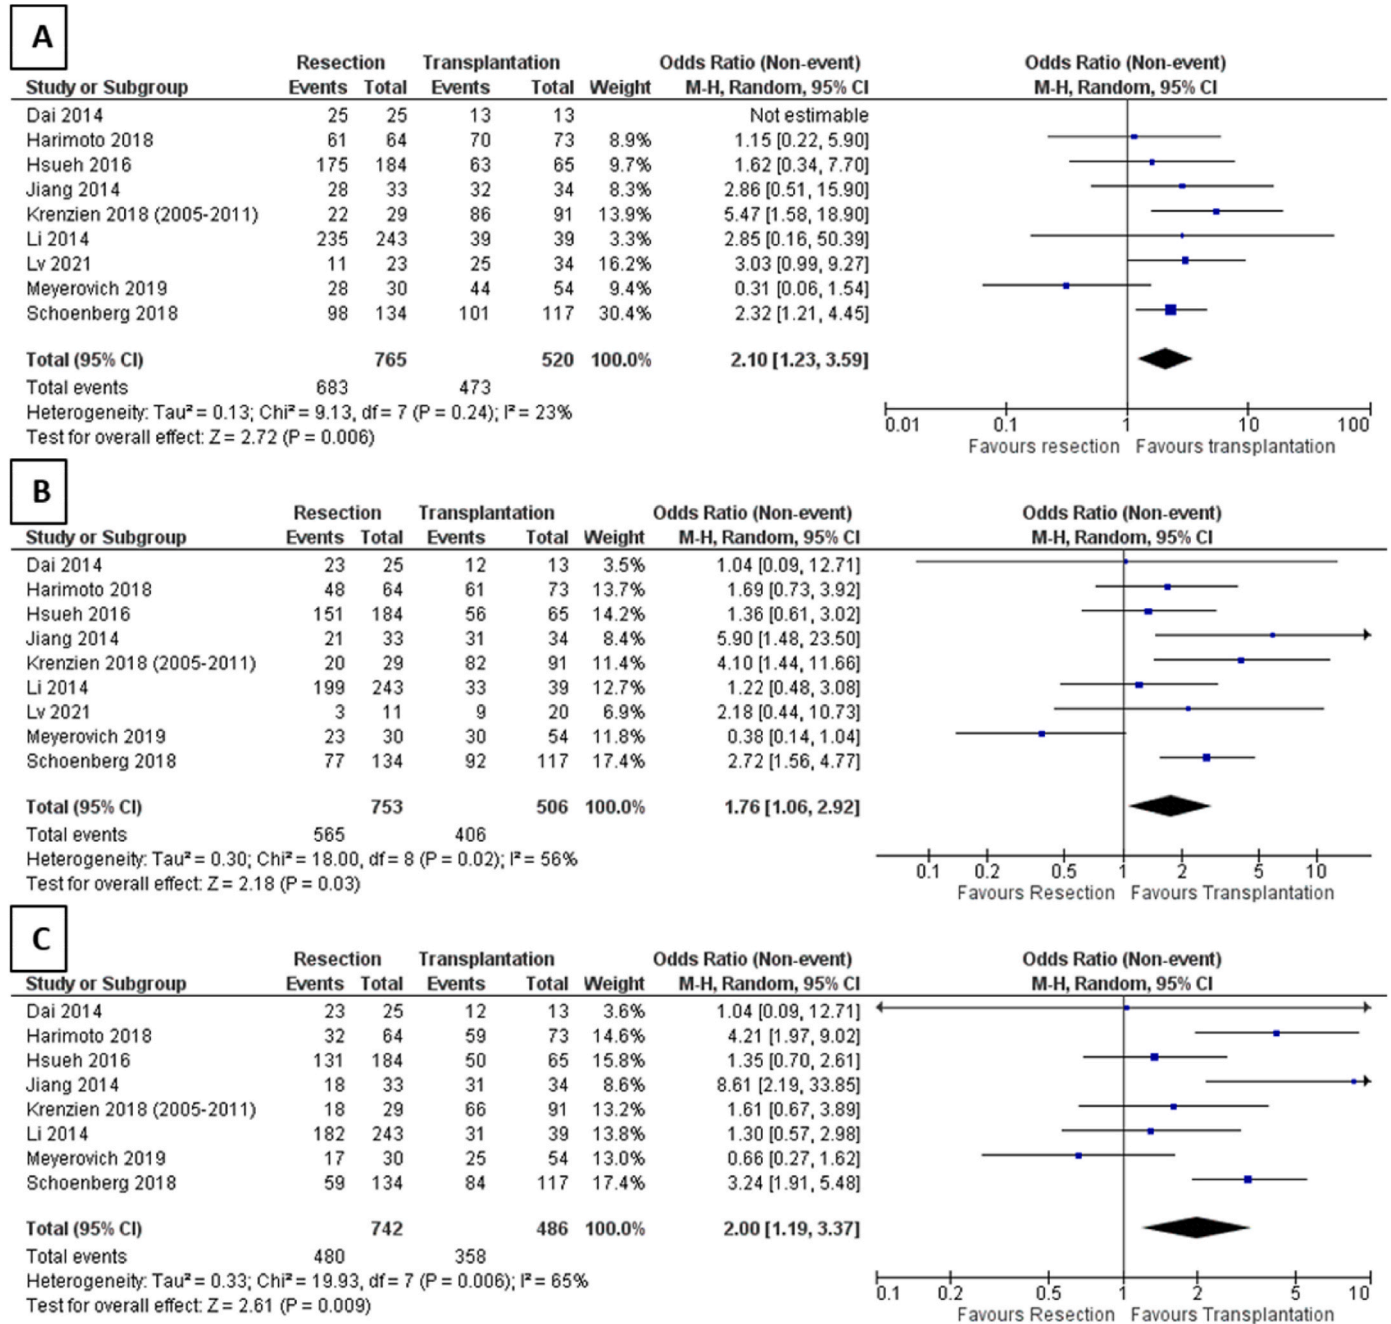 A
Resection Transplantation Odds Ratio (Non-event) Odds Ratio (Non-event)
Study or Subgroup Events Total Events Total Weight M-H, Random, 95% CI M-H, Random, 95% CI
Dai 2014 25 25 13 13 Not estimable
Harimoto 2018 61 64 70 73 8.9% 1.15 [0.22, 5.90]
Hsueh 2016 175 184 63 65 9.7% 1.62 [0.34, 7.70]
Jiang 2014 28 33 32 34 8.3% 2.86 [0.51, 15.90]
Krenzien 2018 (2005-2011) 22 29 86 91 13.9% 5.47 [1.58, 18.90]
Li 2014 235 243 39 39 3.3% 2.85 [0.16, 50.39]
Lv 2021 11 23 25 34 16.2% 3.03 [0.99, 9.27]
Meyerovich 2019 28 30 44 54 9.4% 0.31 [0.06, 1.54]
Schoenberg 2018 98 134 101 117 30.4% 2.32 [1.21, 4.45]
Total (95% CI) 765 520 100.0% 2.10 [1.23, 3.59]
Total events 683 473
Heterogeneity: Tau² = 0.13; Chi² = 9.13, df = 7 (P = 0.24); I² = 23%
Test for overall effect: Z = 2.72 (P = 0.006)
0.01 0.1 1 10 100
Favours resection Favours transplantation
B
Resection Transplantation Odds Ratio (Non-event) Odds Ratio (Non-event)
Study or Subgroup Events Total Events Total Weight M-H, Random, 95% CI M-H, Random, 95% CI
Dai 2014 23 25 12 13 3.5% 1.04 [0.09, 12.71]
Harimoto 2018 48 64 61 73 13.7% 1.69 [0.73, 3.92]
Hsueh 2016 151 184 56 65 14.2% 1.36 [0.61, 3.02]
Jiang 2014 21 33 31 34 8.4% 5.90 [1.48, 23.50]
Krenzien 2018 (2005-2011) 20 29 82 91 11.4% 4.10 [1.44, 11.66]
Li 2014 199 243 33 39 12.7% 1.22 [0.48, 3.08]
Lv 2021 3 11 9 20 6.9% 2.18 [0.44, 10.73]
Meyerovich 2019 23 30 30 54 11.8% 0.38 [0.14, 1.04]
Schoenberg 2018 77 134 92 117 17.4% 2.72 [1.56, 4.77]
Total (95% CI) 753 506 100.0% 1.76 [1.06, 2.92]
Total events 565 406
Heterogeneity: Tau² = 0.30; Chi² = 18.00, df = 8 (P = 0.02); I² = 56%
Test for overall effect: Z = 2.18 (P = 0.03)
0.1 0.2 0.5 1 2 5 10
Favours Resection Favours Transplantation
C
Resection Transplantation Odds Ratio (Non-event) Odds Ratio (Non-event)
Study or Subgroup Events Total Events Total Weight M-H, Random, 95% CI M-H, Random, 95% CI
Dai 2014 23 25 12 13 3.6% 1.04 [0.09, 12.71]
Harimoto 2018 32 64 59 73 14.6% 4.21 [1.97, 9.02]
Hsueh 2016 131 184 50 65 15.8% 1.35 [0.70, 2.61]
Jiang 2014 18 33 31 34 8.6% 8.61 [2.19, 33.85]
Krenzien 2018 (2005-2011) 18 29 66 91 13.2% 1.61 [0.67, 3.89]
Li 2014 182 243 31 39 13.8% 1.30 [0.57, 2.98]
Meyerovich 2019 17 30 25 54 13.0% 0.66 [0.27, 1.62]
Schoenberg 2018 59 134 84 117 17.4% 3.24 [1.91, 5.48]
Total (95% CI) 742 486 100.0% 2.00 [1.19, 3.37]
Total events 480 358
Heterogeneity: Tau² = 0.33; Chi² = 19.93, df = 7 (P = 0.006); I² = 65%
Test for overall effect: Z = 2.61 (P = 0.009)
0.1 0.2 0.5 1 2 5 10
Favours Resection Favours Transplantation